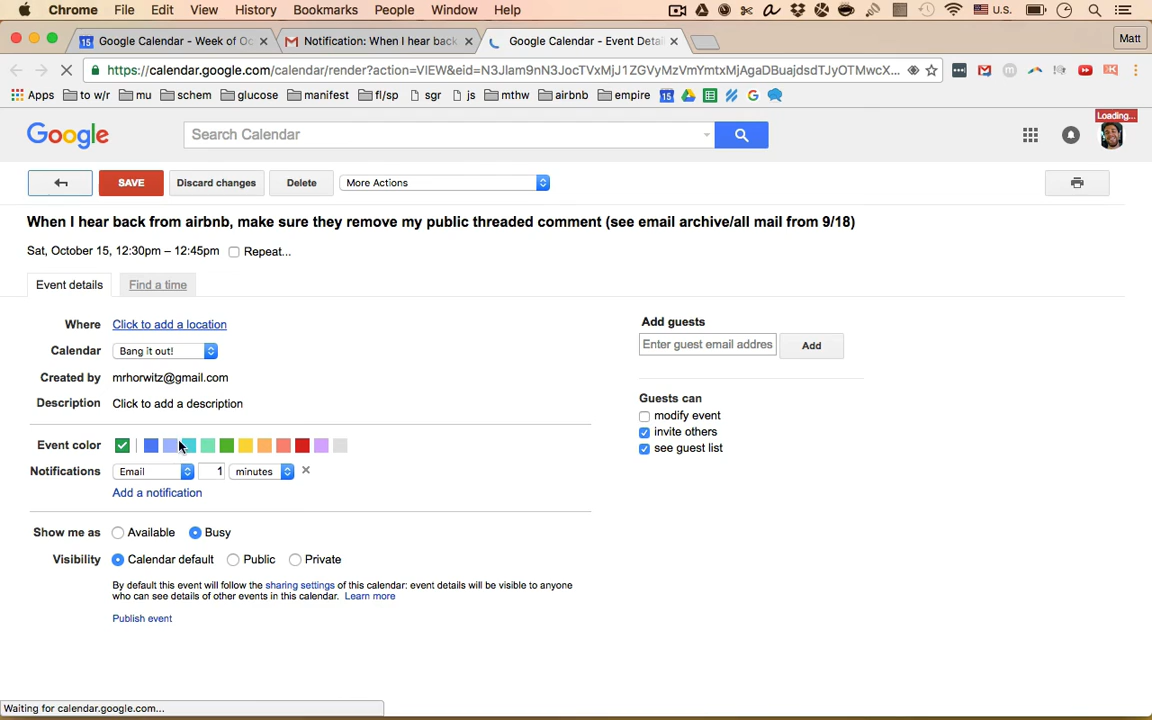 Chrome File Edit View History Bookmarks People Window Help U.S.
Google Calendar - Week of Oc Notification: When I hear back Google Calendar - Event Detai Matt
https://calendar.google.com/calendar/render?action=VIEW&eid=
Apps to w/r mu schem glucose manifest fl/sp sgr js mthw airbnb empire 15
Loading...
Google Search Calendar
SAVE Discard changes Delete More Actions
When I hear back from airbnb, make sure they remove my public threaded comment (see email archive/all mail from 9/18)
Sat, October 15, 12:30pm – 12:45pm Repeat...
Event details Find a time
Where Click to add a location
Calendar Bang it out!
Created by mrhorwitz@gmail.com
Description Click to add a description
Event color
Notifications Email 1 minutes
Add a notification
Show me as Available Busy
Visibility Calendar default Public Private
By default this event will follow the sharing settings of this calendar: event details will be visible to anyone
who can see details of other events in this calendar. Learn more
Publish event
Add guests
Enter guest email addres Add
Guests can
modify event
invite others
see guest list
Waiting for calendar.google.com...